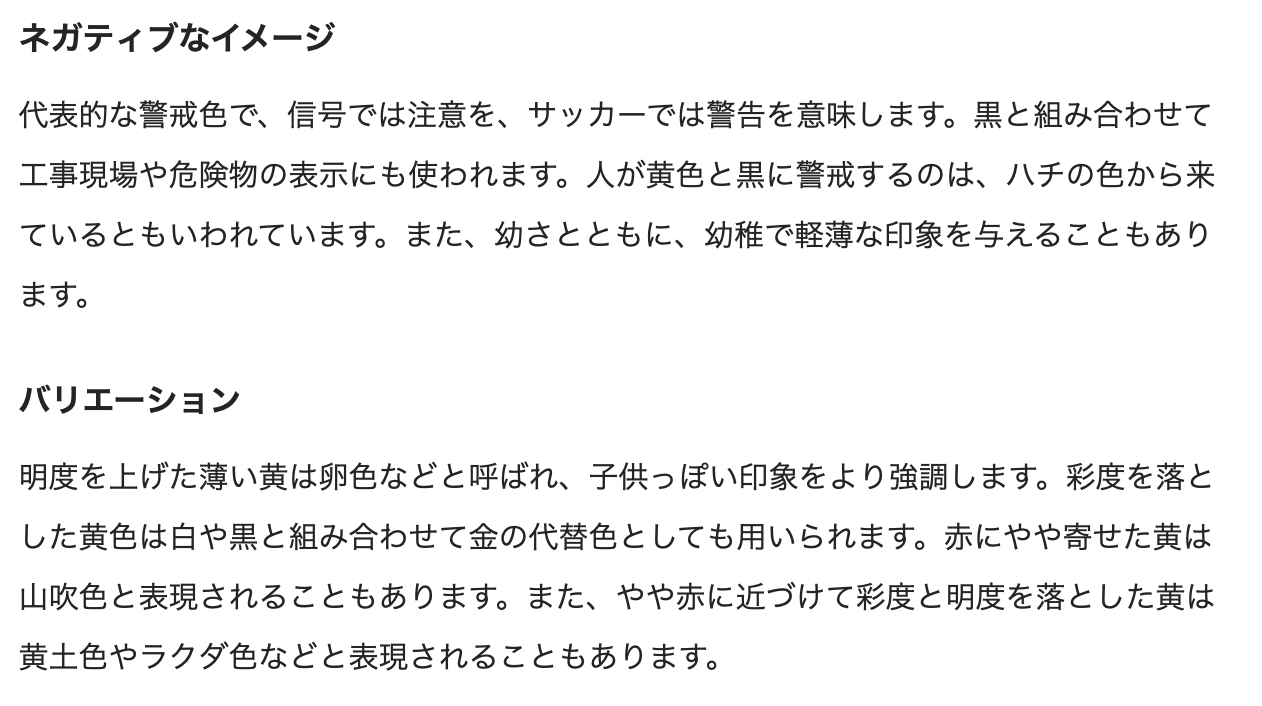 ネガティブなイメージ
代表的な警戒色で、信号では注意を、サッカーでは警告を意味します。黒と組み合わせて
工事現場や危険物の表示にも使われます。人が黄色と黒に警戒するのは、ハチの色から来
ているともいわれています。また、幼さとともに、幼稚で軽薄な印象を与えることもあり
ます。
バリエーション
明度を上げた薄い黄は卵色などと呼ばれ、子供っぽい印象をより強調します。彩度を落と
した黄色は白や黒と組み合わせて金の代替色としても用いられます。赤にやや寄せた黄は
山吹色と表現されることもあります。また、やや赤に近づけて彩度と明度を落とした黄は
黄土色やラクダ色などと表現されることもあります。